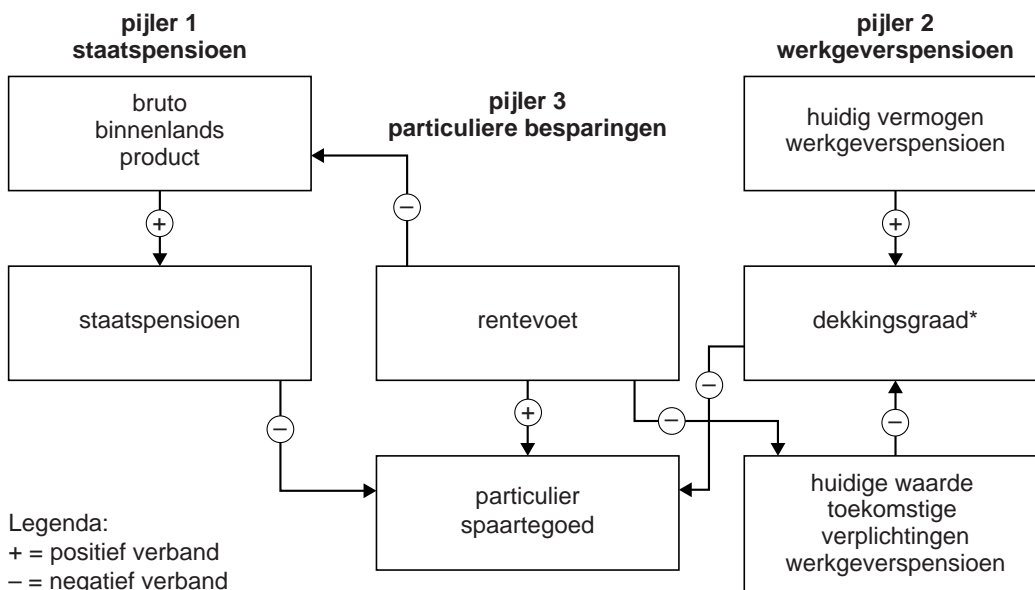 pijler 1
staatspensioen
pijler 2
werkgeverspensioen
bruto
binnenlands
product
pijler 3
particuliere besparingen
huidig vermogen
werkgeverspensioen
–
+
+
staatspensioen
rentevoet
dekkingsgraad*
–
+
–
–
–
particulier
spaartegoed
huidige waarde
toekomstige
verplichtingen
werkgeverspensioen
Legenda:
+ = positief verband
– = negatief verband